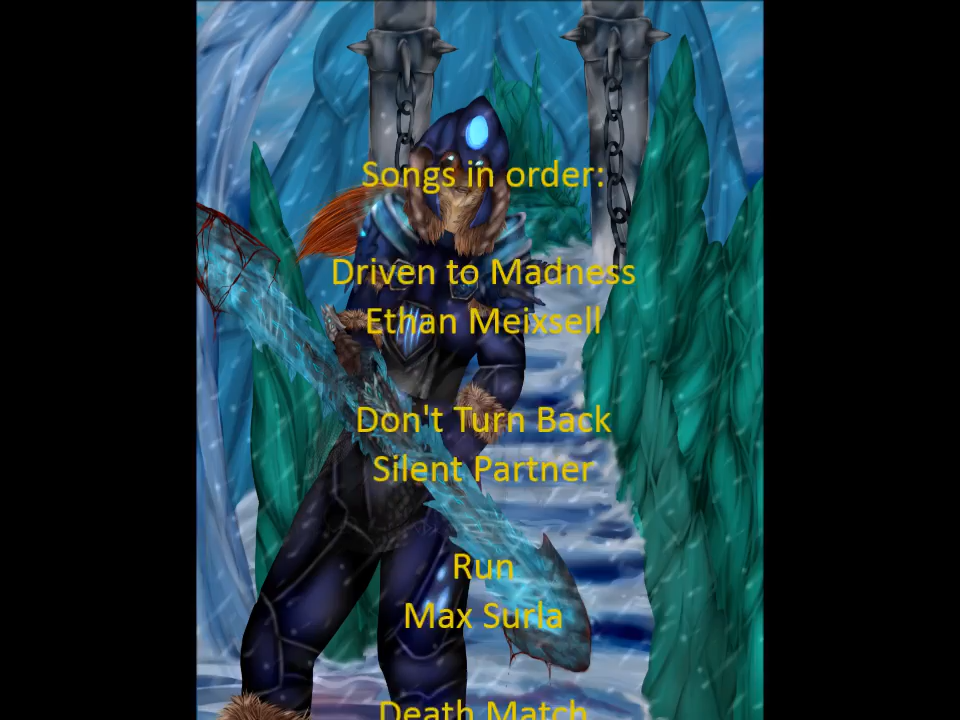 Songs in order:
Driven to Madness
Ethan Meixsell
Don't Turn Back
Silent Partner
Run
Max Surla
Death Match